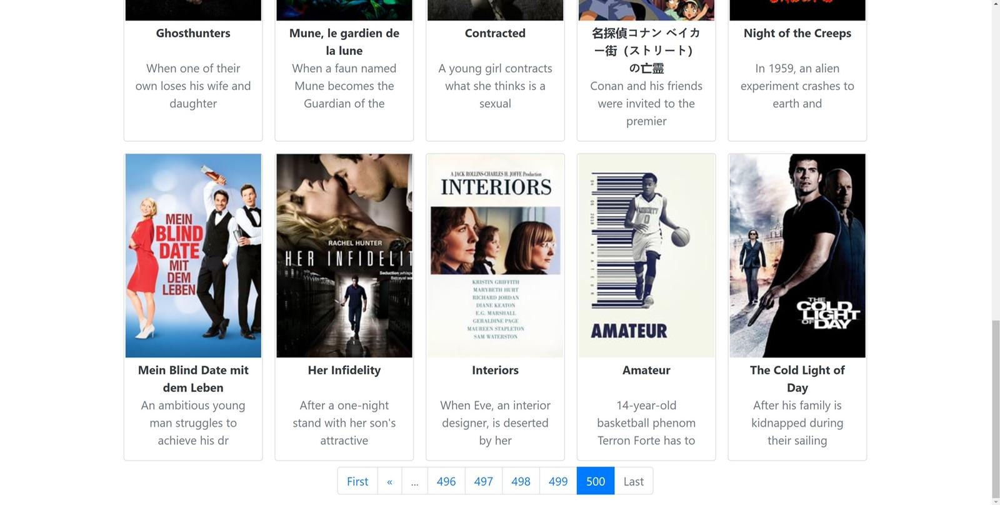 Ghosthunters
When one of their
own loses his wife and
daughter
Mune, le gardien de
la lune
When a faun named
Mune becomes the
Guardian of the
Contracted
A young girl contracts
what she thinks is a
sexual
名探偵コナン ベイカ
ー街（ストリート）
の亡霊
Conan and his friends
were invited to the
premier
Night of the Creeps
In 1959, an alien
experiment crashes to
earth and
MEIN
BLIND
DATE
MIT
DEM
LEBEN
Mein Blind Date mit
dem Leben
An ambitious young
man struggles to
achieve his dr
RACHEL HUNTER
HER INFIDELIT
Her Infidelity
After a one-night
stand with her son's
attractive
A JACK ROLLINS-CHARLES H. JOFFE Production
INTERIORS
KRISTIN GRIFFITH
MARYBETH HURT
RICHARD JORDAN
DIANE KEATON
E.G. MARSHALL
GERALDINE PAGE
MAUREEN STAPLETON
SAM WATERSTON
Interiors
When Eve, an interior
designer, is deserted
by her
AMATEUR
Amateur
14-year-old
basketball phenom
Terron Forte has to
THE
COLD
LIGHT
OF DAY
The Cold Light of
Day
After his family is
kidnapped during
their sailing
First « ... 496 497 498 499 500 Last